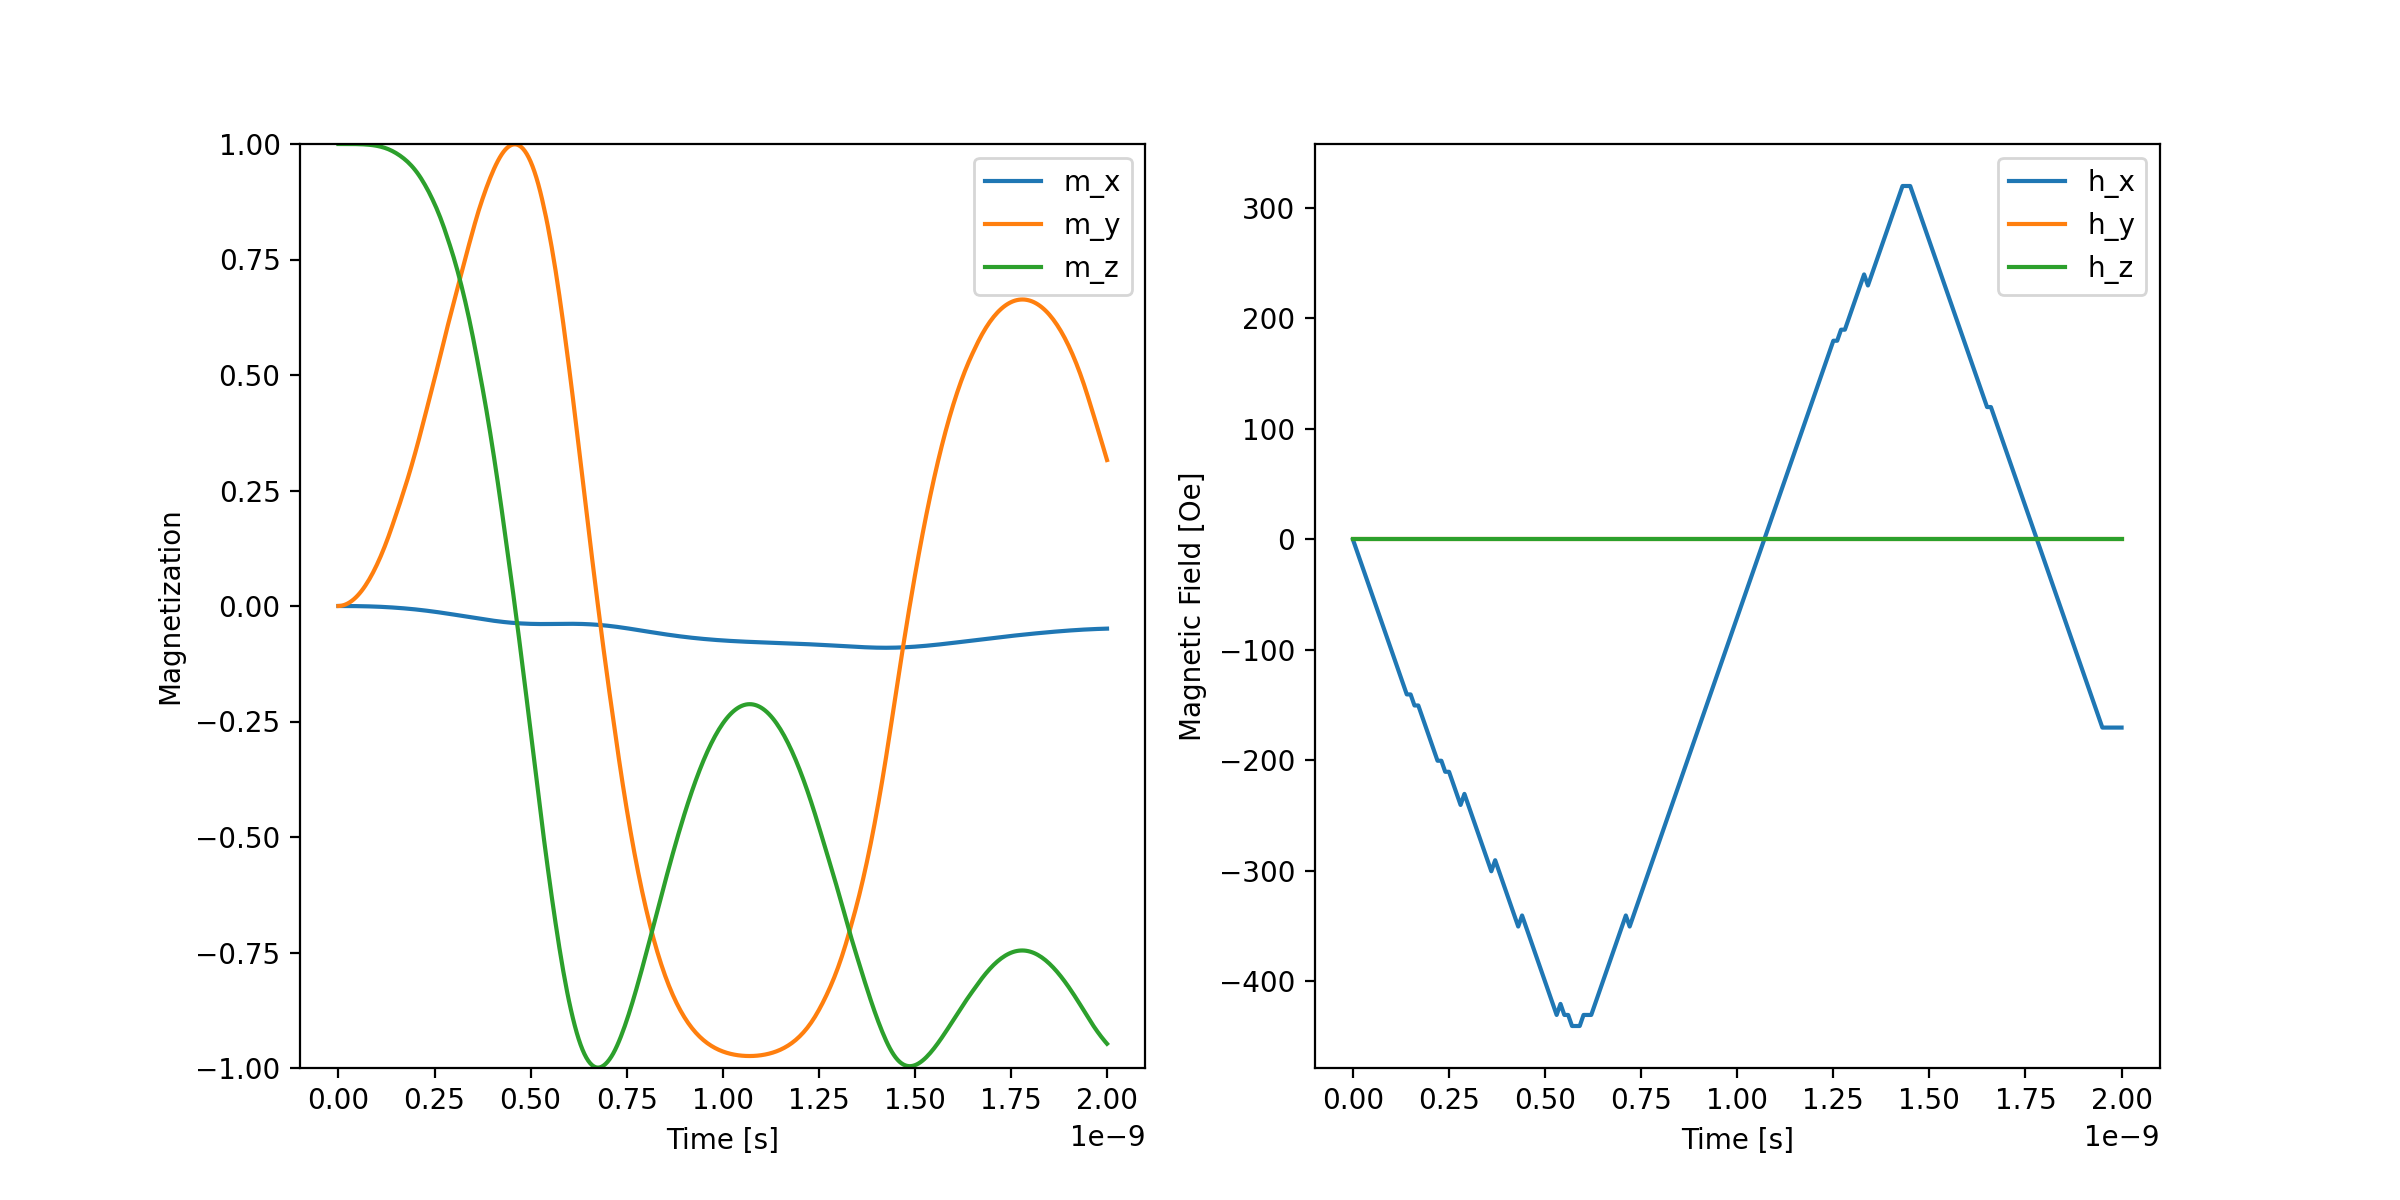 1.00
0.75
0.50
0.25
0.00
−0.25
−0.50
−0.75
−1.00
Magnetization
m_x
m_y
m_z
0.00 0.25 0.50 0.75 1.00 1.25 1.50 1.75 2.00
Time [s]
1e−9
300
200
100
0
−100
−200
−300
−400
Magnetic Field [Oe]
h_x
h_y
h_z
0.00 0.25 0.50 0.75 1.00 1.25 1.50 1.75 2.00
Time [s]
1e−9